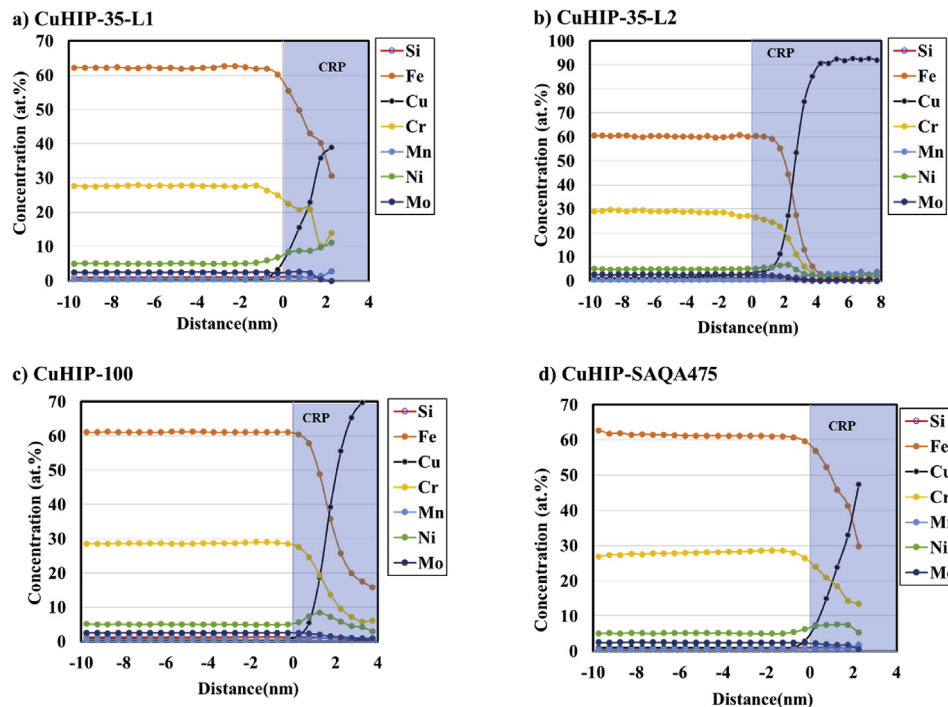 a) CuHIP-35-L1
70
60
50
40
30
20
10
0
Concentration (at.%)
-10 -8 -6 -4 -2 0 2 4
Distance(nm)
CRP
Si
Fe
Cu
Cr
Mn
Ni
Mo
b) CuHIP-35-L2
100
90
80
70
60
50
40
30
20
10
0
Concentration (at.%)
-10 -8 -6 -4 -2 0 2 4 6 8
Distance(nm)
CRP
Si
Fe
Cu
Cr
Mn
Ni
Mo
c) CuHIP-100
70
60
50
40
30
20
10
0
Concentration (at.%)
-10 -8 -6 -4 -2 0 2 4
Distance(nm)
CRP
Si
Fe
Cu
Cr
Mn
Ni
Mo
d) CuHIP-SAQA475
70
60
50
40
30
20
10
0
Concentration (at.%)
-10 -8 -6 -4 -2 0 2 4
Distance(nm)
CRP
Si
Fe
Cu
Cr
Ni